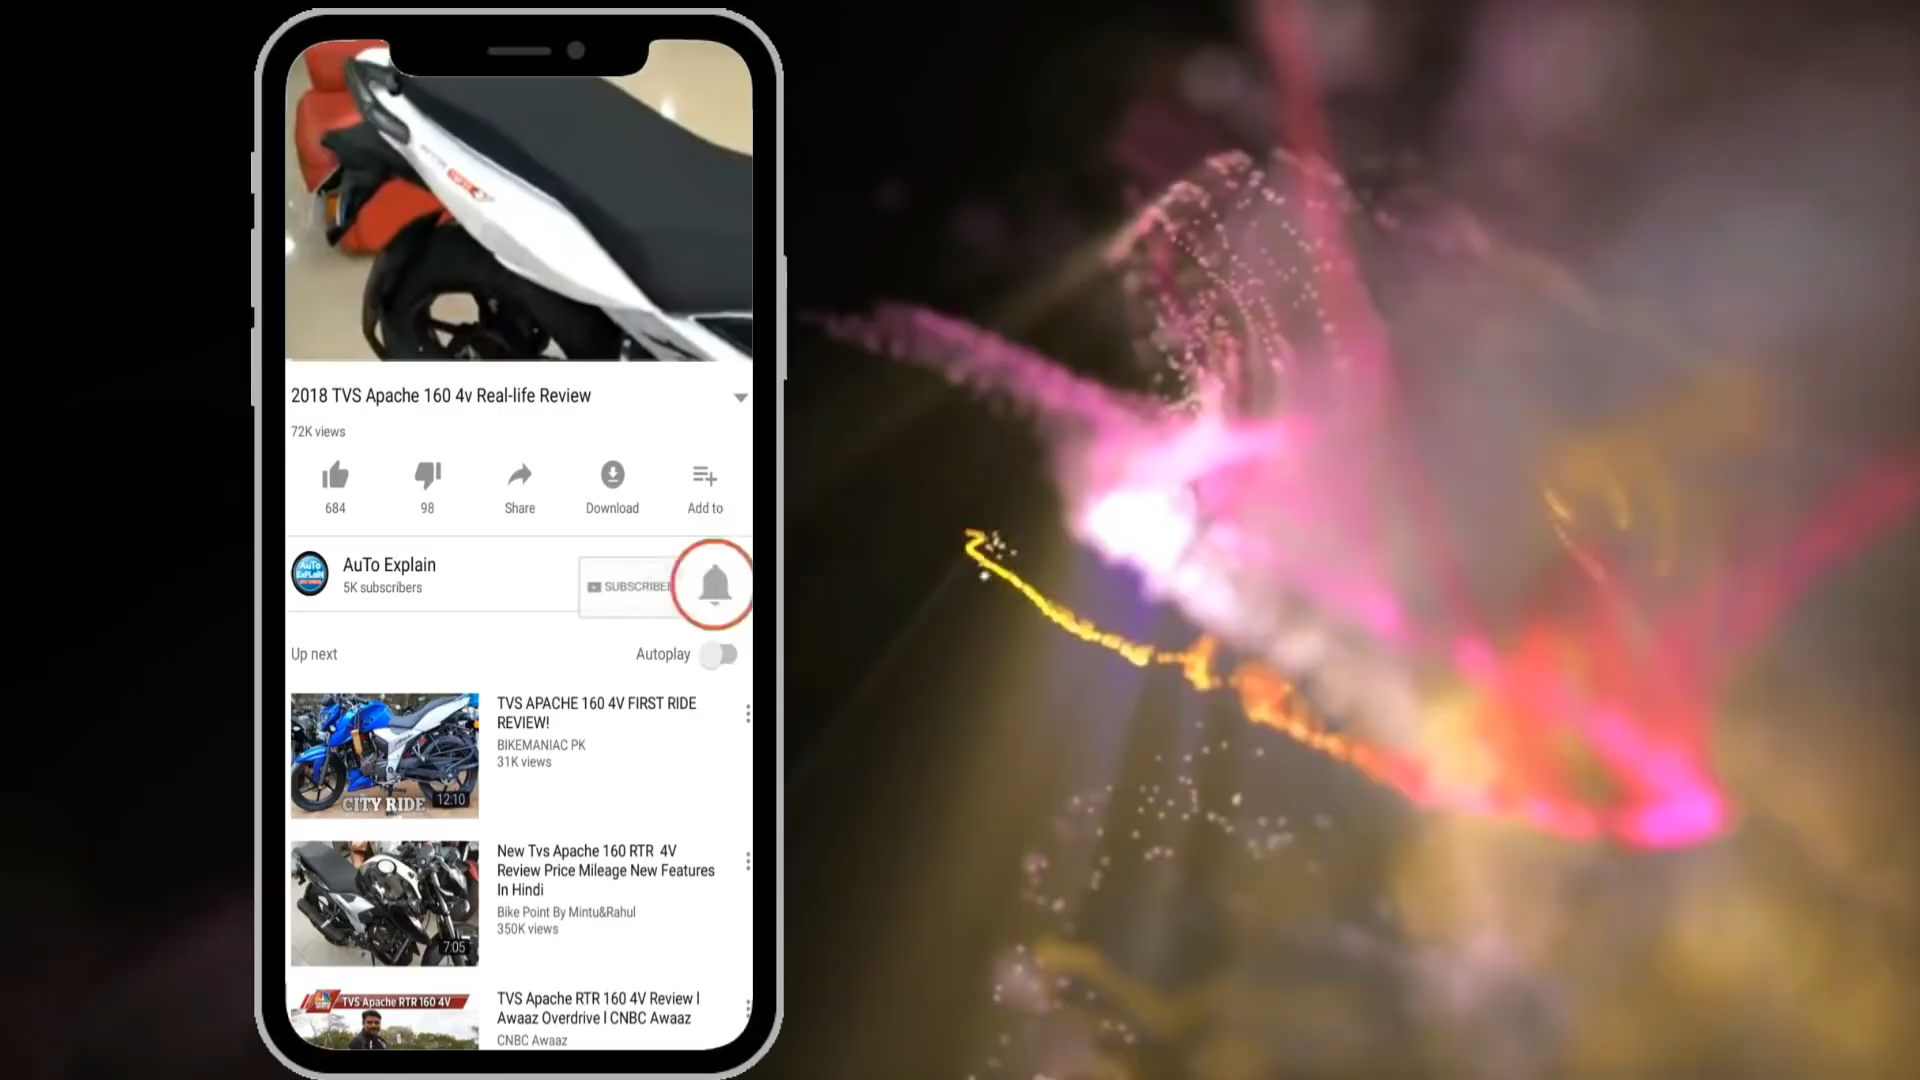 2018 TVS Apache 160 4v Real-life Review
72K views
684
98
Share
Download
Add to
AuTo
ExPLaiN
AuTo Explain
5K subscribers
SUBSCRIBE
Up next
Autoplay
CITY RIDE
12:10
TVS APACHE 160 4V FIRST RIDE
REVIEW!
BIKEMANIAC PK
31K views
7:05
New Tvs Apache 160 RTR 4V
Review Price Mileage New Features
In Hindi
Bike Point By Mintu&Rahul
350K views
TVS Apache RTR 160 4V
TVS Apache RTR 160 4V Review l
Awaaz Overdrive l CNBC Awaaz
CNBC Awaaz